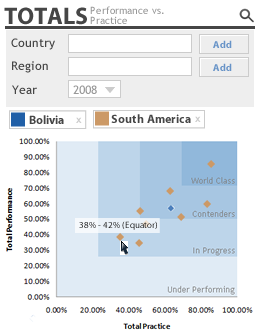 TOTALS Performance vs. Practice
Country Add
Region Add
Year 2008
Bolivia x South America x
100.00%
90.00%
80.00%
70.00%
60.00%
50.00%
40.00%
30.00%
20.00%
10.00%
0.00%
Total Performance
World Class
Contenders
38% - 42% (Equator)
In Progress
Under Performing
0.00% 20.00% 40.00% 60.00% 80.00% 100.00%
Total Practice